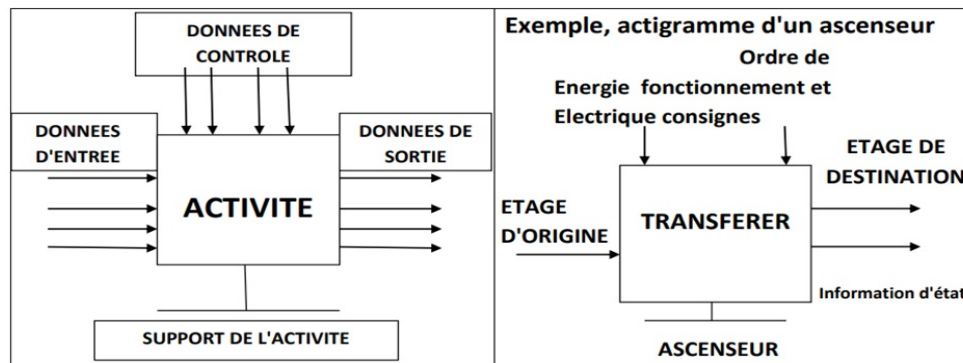 DONNEES DE
CONTROLE
DONNEES
D'ENTREE
DONNEES DE
SORTIE
ACTIVITE
SUPPORT DE L'ACTIVITE
Exemple, actigramme d'un ascenseur
Ordre de
Energie fonctionnement et
Electrique consignes
ETAGE DE
DESTINATION
ETAGE
D'ORIGINE
TRANSFERER
Information d'état
ASCENSEUR